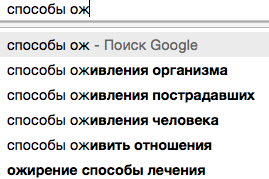 способы ож
способы ож - Поиск Google
способы оживления организма
способы оживления пострадавших
способы оживления человека
способы оживить отношения
ожирение способы лечения